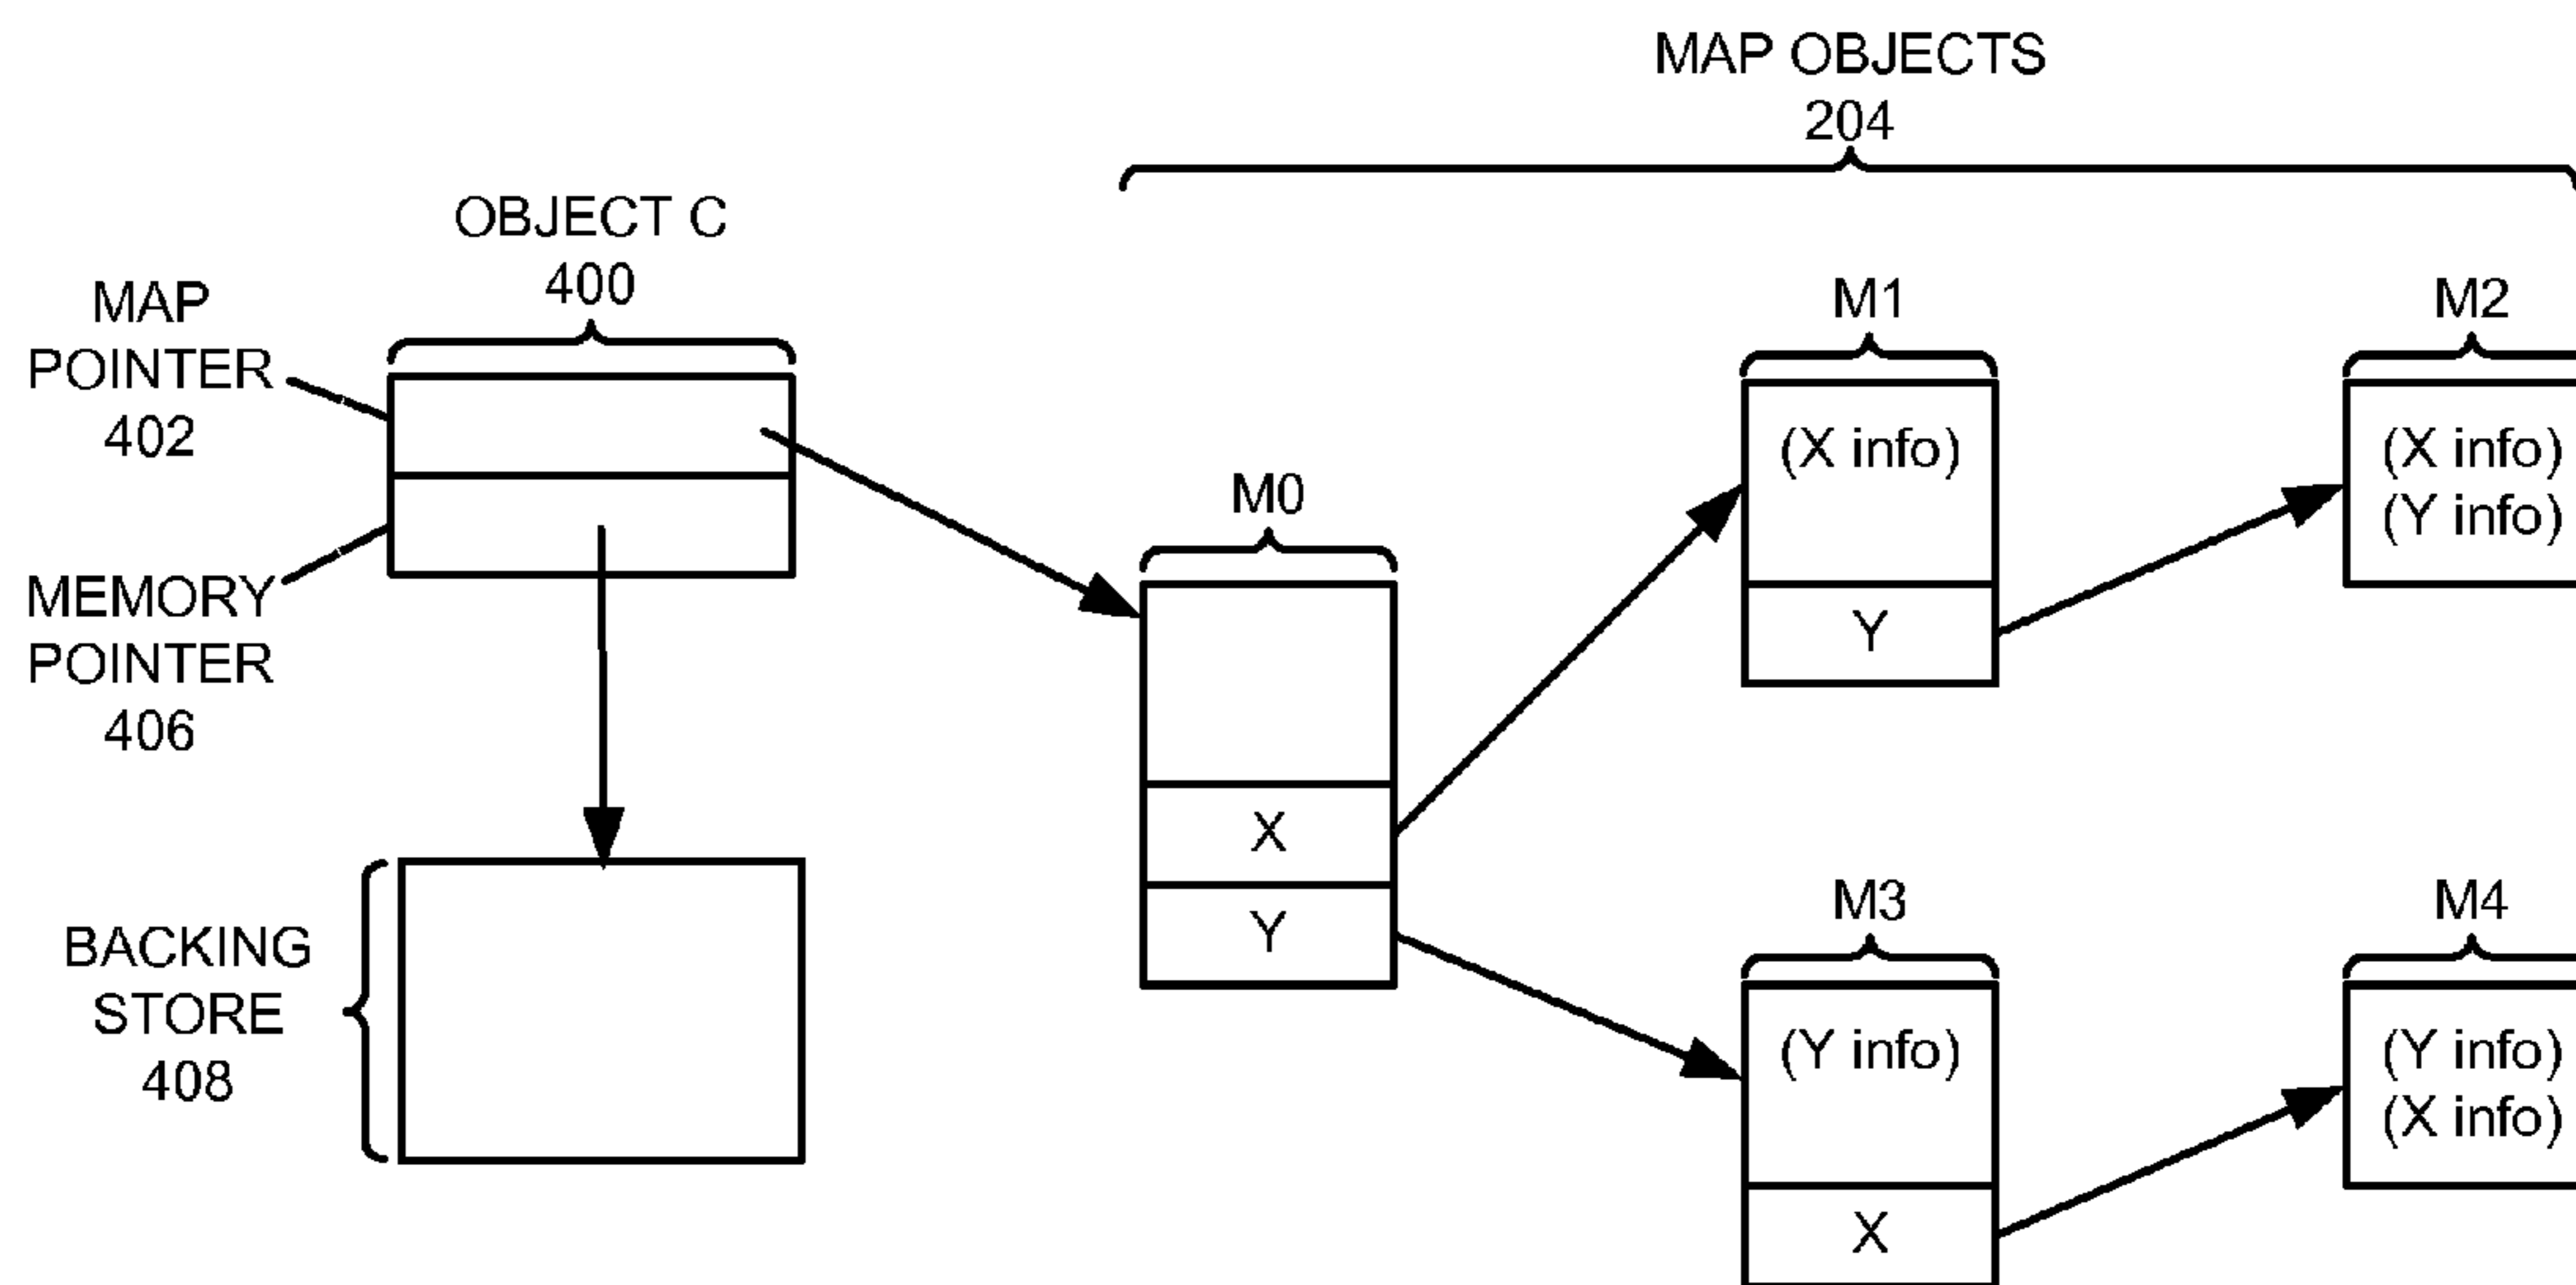 MAP OBJECTS
204
OBJECT C
400
MAP
POINTER
402
MEMORY
POINTER
406
BACKING
STORE
408
M0
X
Y
M1
(X info)
Y
M2
(X info)
(Y info)
M3
(Y info)
X
M4
(Y info)
(X info)